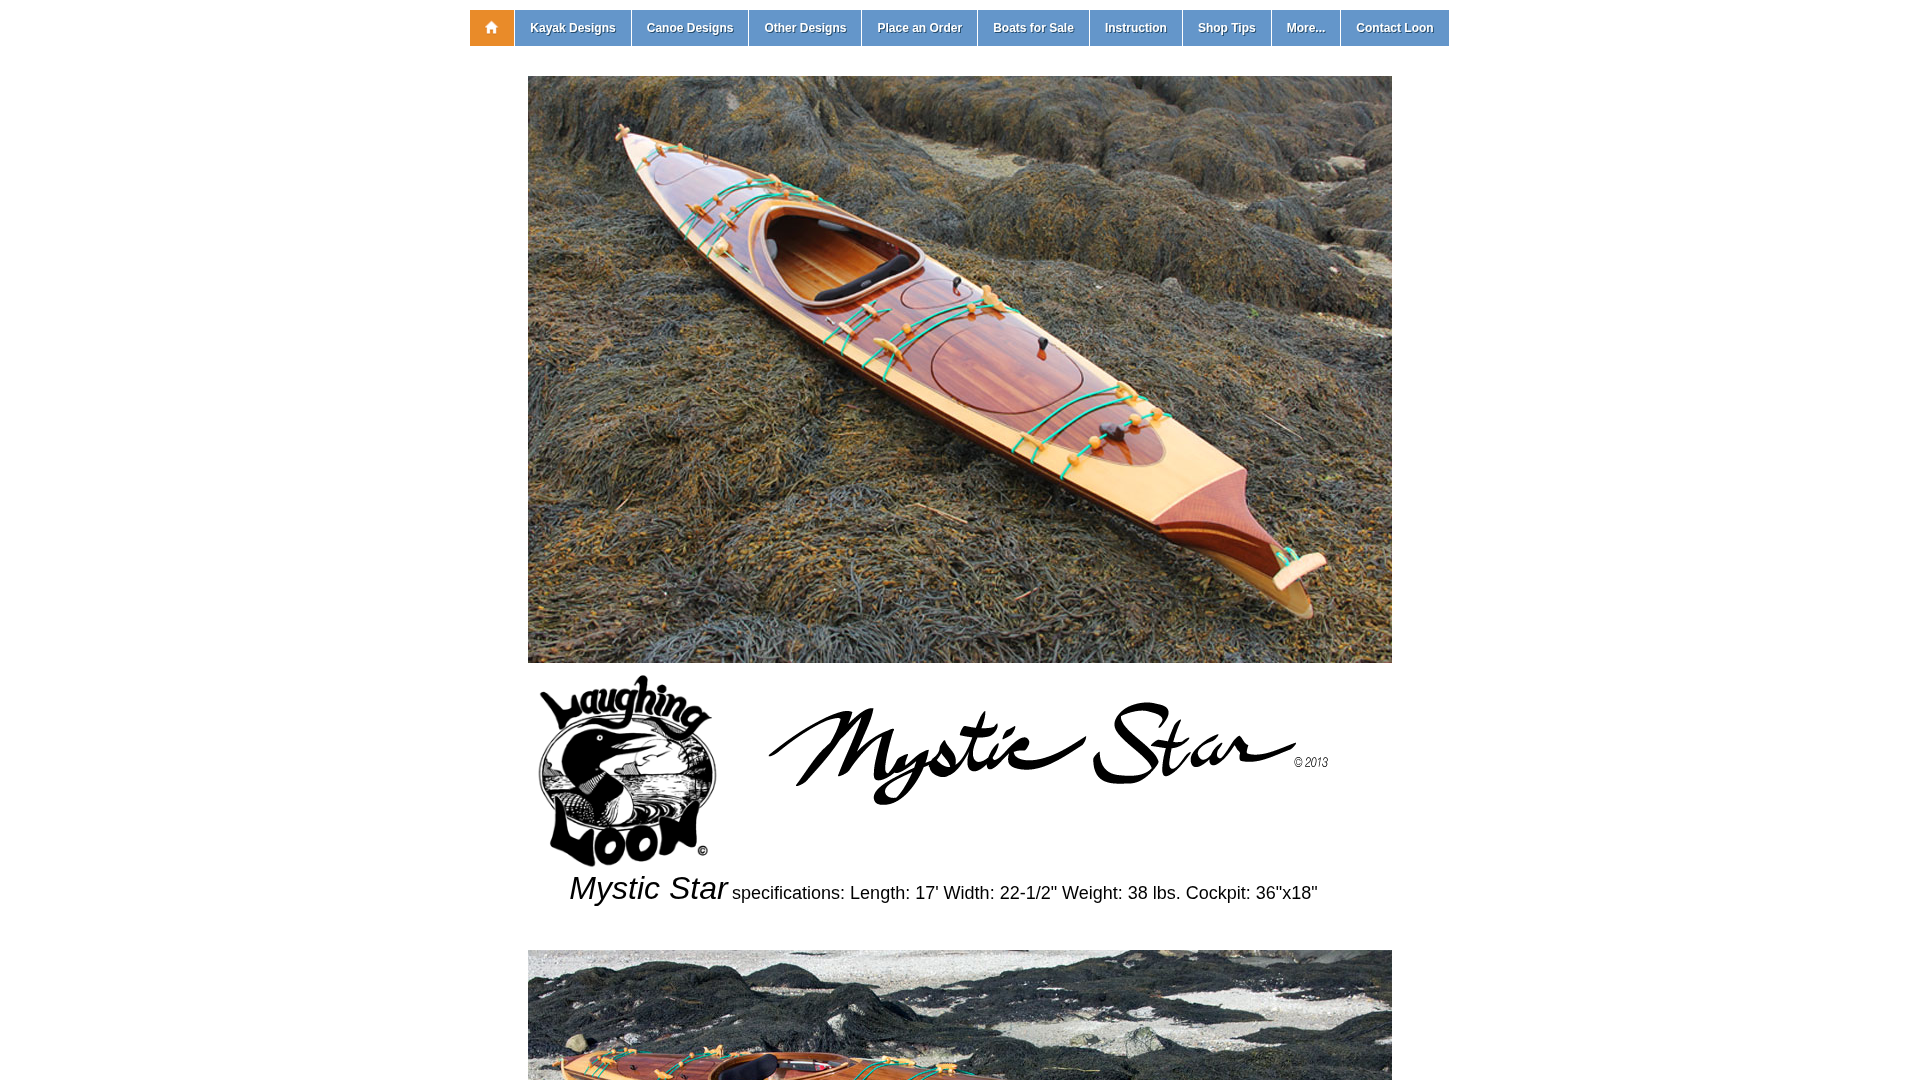 Kayak Designs
Canoe Designs
Other Designs
Place an Order
Boats for Sale
Instruction
Shop Tips
More...
Contact Loon
Laughing
Loon ©
Mystic Star © 2013
Mystic Star specifications: Length: 17' Width: 22-1/2" Weight: 38 lbs. Cockpit: 36"x18"